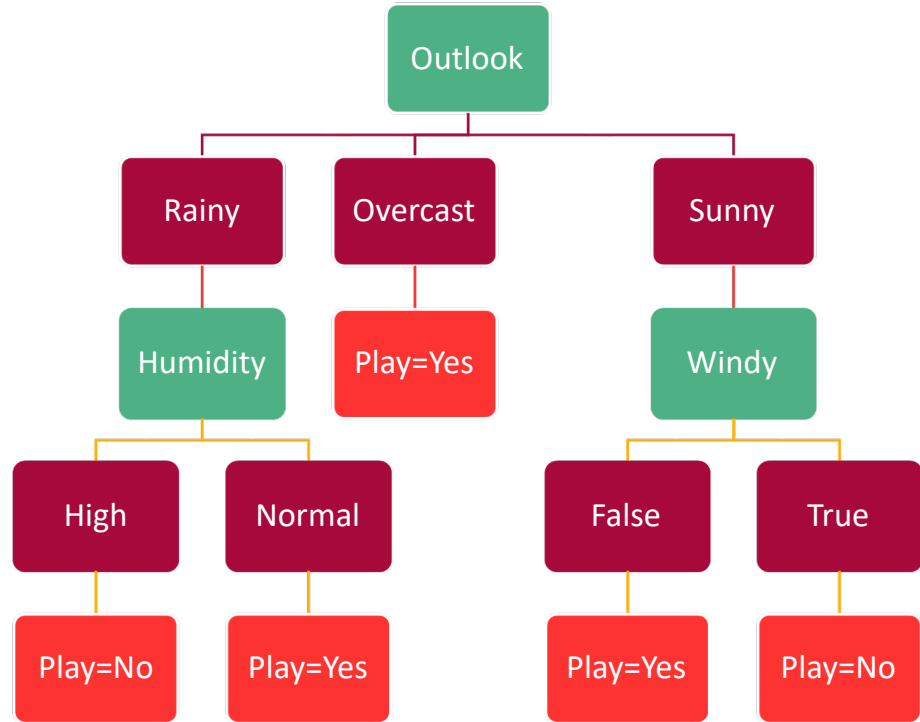 Outlook
Rainy
Overcast
Sunny
Humidity
Play=Yes
Windy
High
Normal
False
True
Play=No
Play=Yes
Play=Yes
Play=No